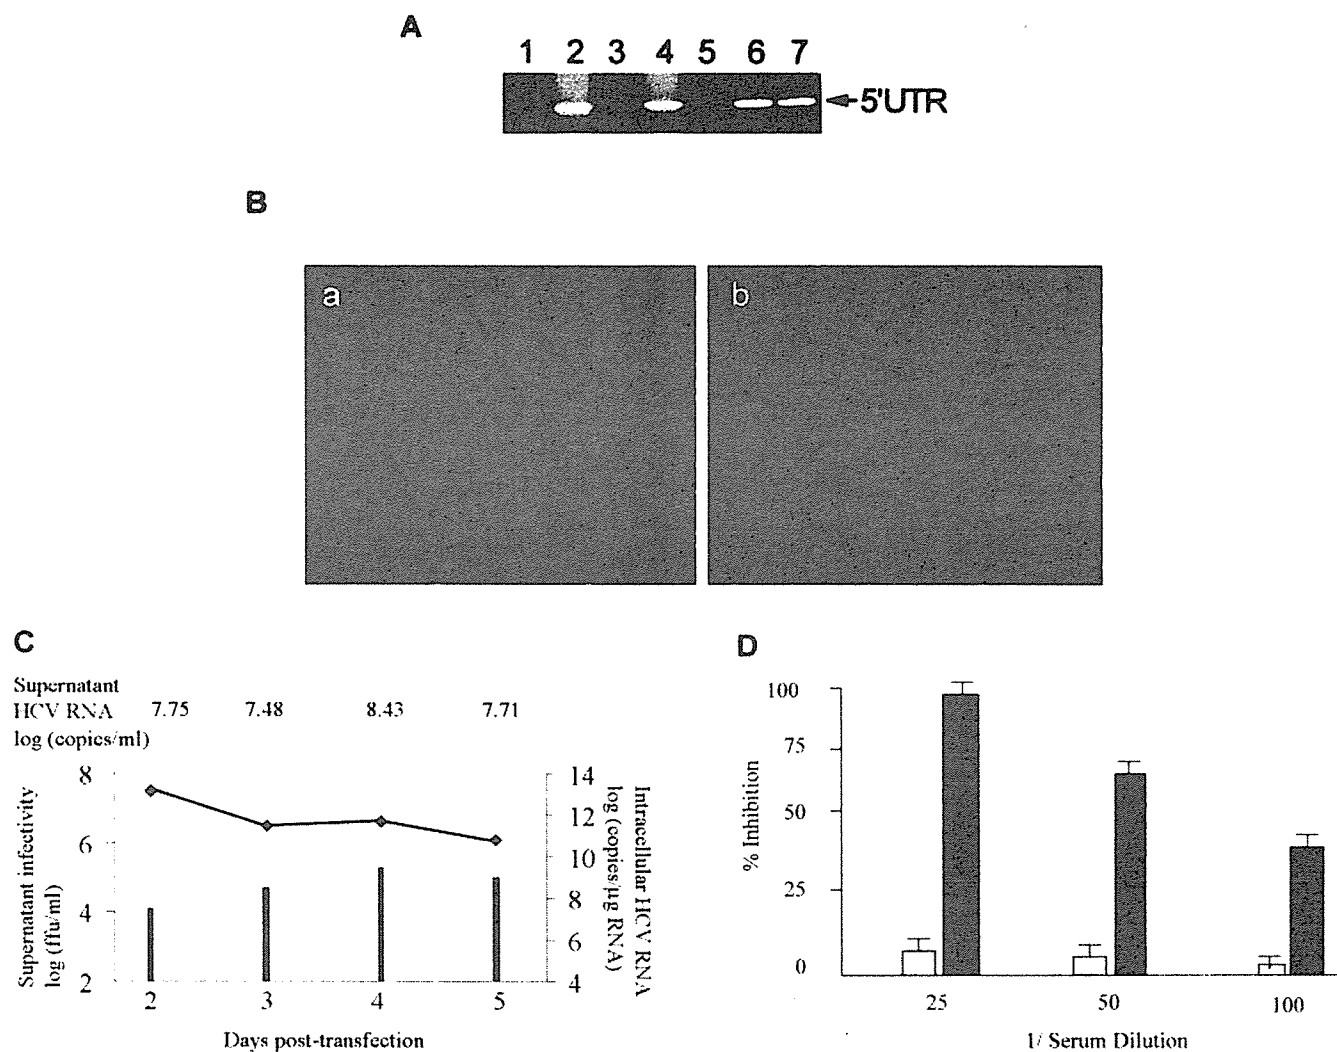 A
1 2 3 4 5 6 7
5'UTR
B
a
b
C
Supernatant
HCV RNA 7.75 7.48 8.43 7.71
log (copies/ml)
8
6
4
2
Supernatant infectivity
log (ffu/ml)
14
12
10
8
6
4
Intracellular HCV RNA
log (copies/µg RNA)
2 3 4 5
Days post-transfection
D
100
75
50
25
0
% Inhibition
25 50 100
1/ Serum Dilution